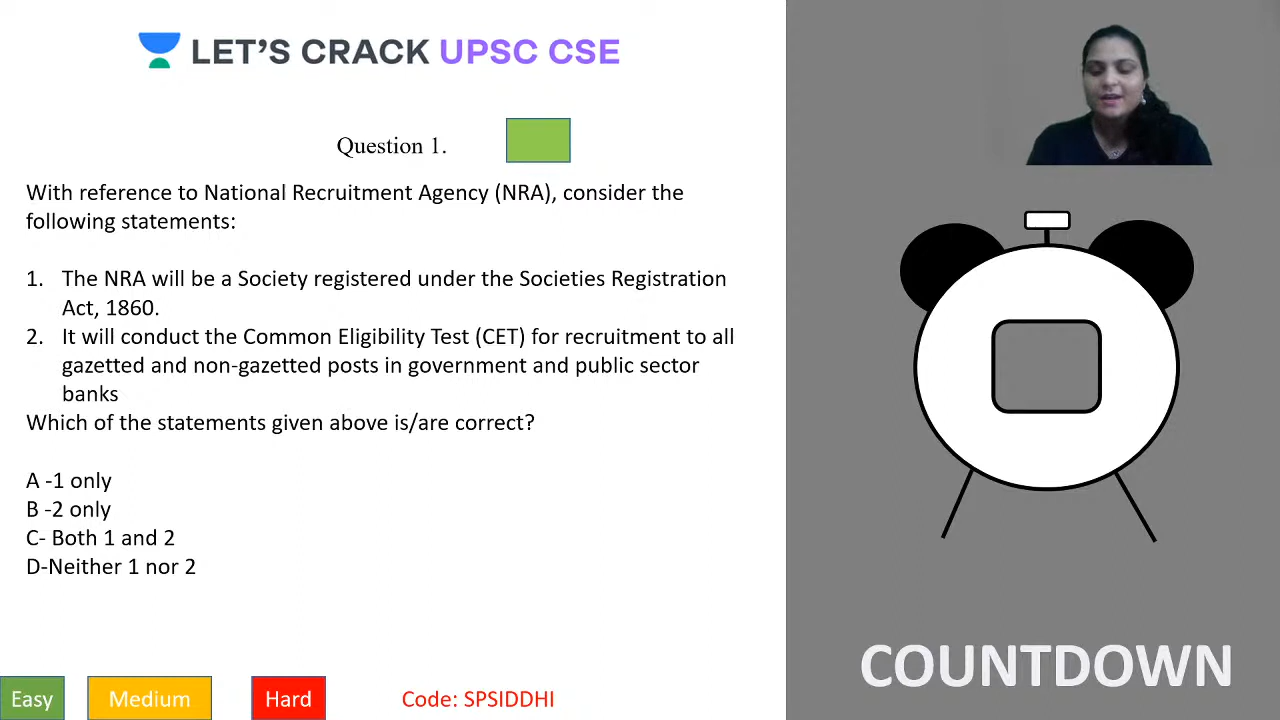 LET'S CRACK UPSC CSE
Question 1.
With reference to National Recruitment Agency (NRA), consider the
following statements:
1. The NRA will be a Society registered under the Societies Registration
Act, 1860.
2. It will conduct the Common Eligibility Test (CET) for recruitment to all
gazetted and non-gazetted posts in government and public sector
banks
Which of the statements given above is/are correct?
A -1 only
B -2 only
C- Both 1 and 2
D-Neither 1 nor 2
Easy
Medium
Hard
Code: SPSIDDHI
COUNTDOWN